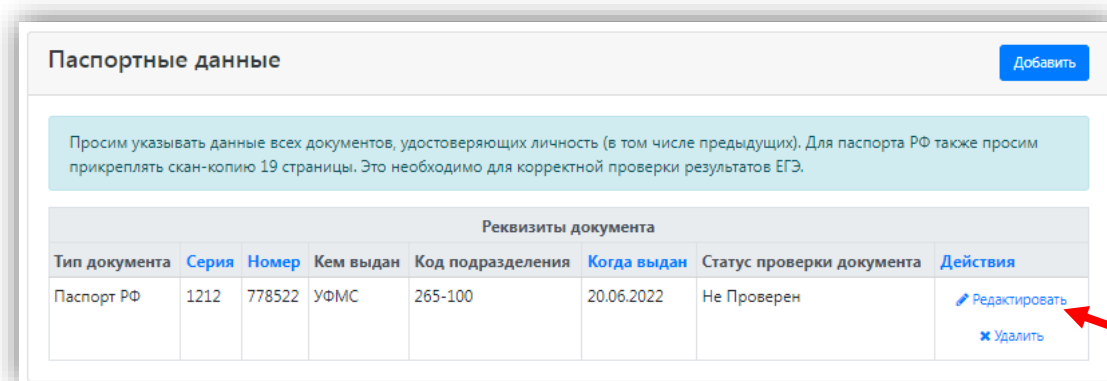 Паспортные данные
Добавить
Просим указывать данные всех документов, удостоверяющих личность (в том числе предыдущих). Для паспорта РФ также просим
прикреплять скан-копию 19 страницы. Это необходимо для корректной проверки результатов ЕГЭ.
Реквизиты документа
Тип документа Серия Номер Кем выдан Код подразделения Когда выдан Статус проверки документа Действия
Паспорт РФ 1212 778522 УФМС 265-100 20.06.2022 Не Проверен Редактировать
Удалить